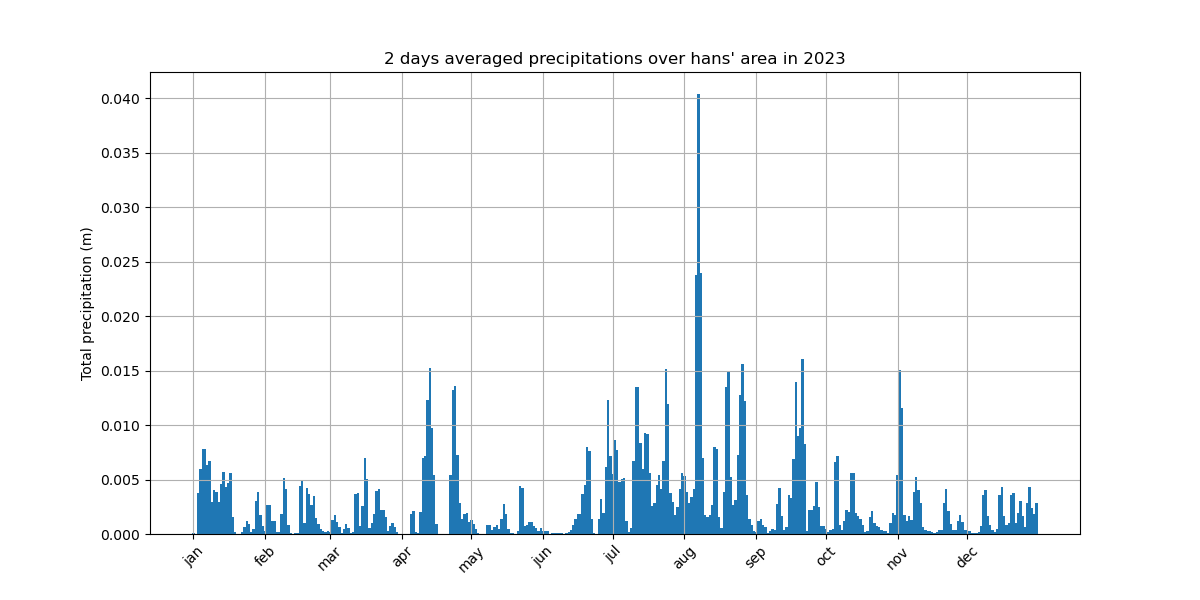 2 days averaged precipitations over hans' area in 2023
Total precipitation (m)
0.040
0.035
0.030
0.025
0.020
0.015
0.010
0.005
0.000
jan
feb
mar
apr
may
jun
jul
aug
sep
oct
nov
dec